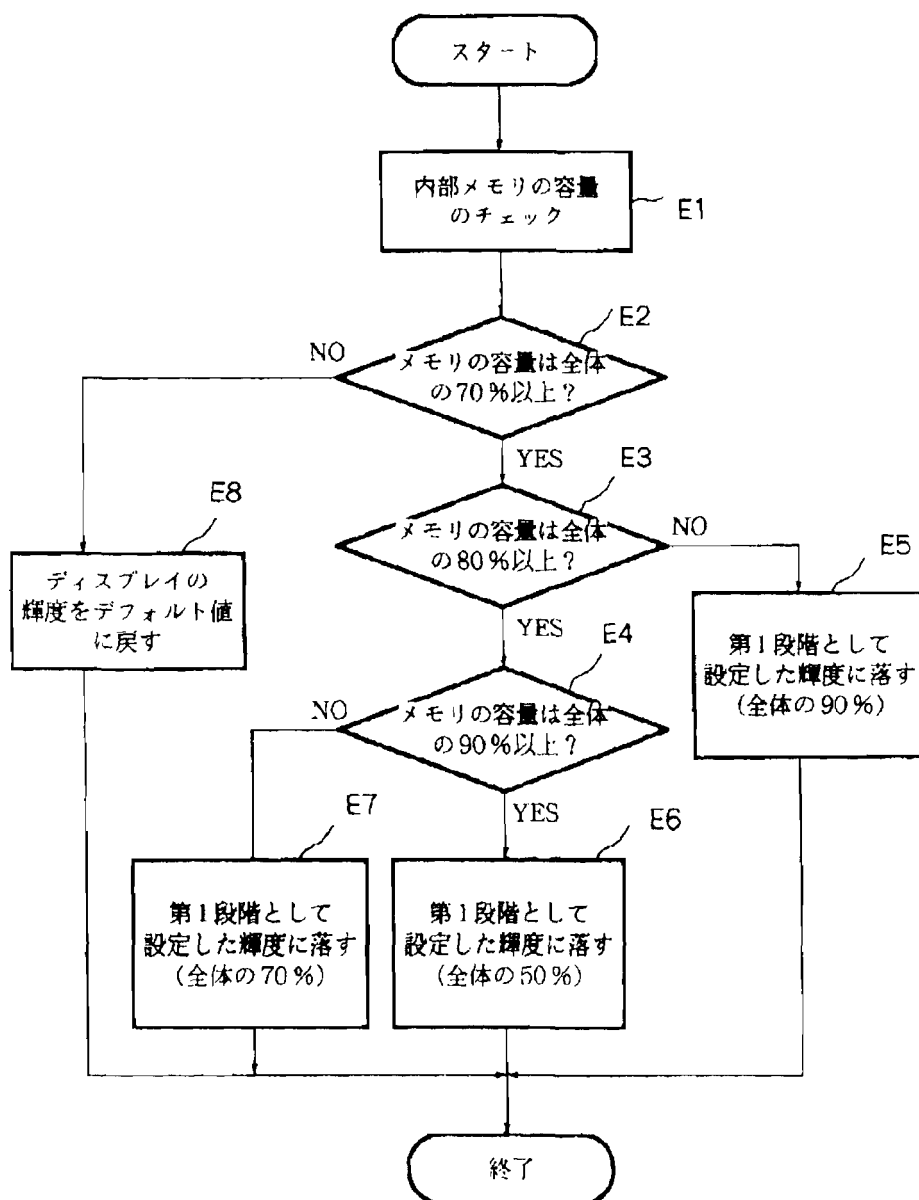 スタート
内部メモリの容量
のチェック
E1
E2
NO
メモリの容量は全体
の70%以上?
YES
E3
メモリの容量は全体
の80%以上?
NO
E8
ディスプレイの
輝度をデフォルト値
に戻す
E5
第1段階として
設定した輝度に落す
(全体の90%)
YES
E4
NO
メモリの容量は全体
の90%以上?
YES
E7
第1段階として
設定した輝度に落す
(全体の70%)
E6
第1段階として
設定した輝度に落す
(全体の50%)
終了